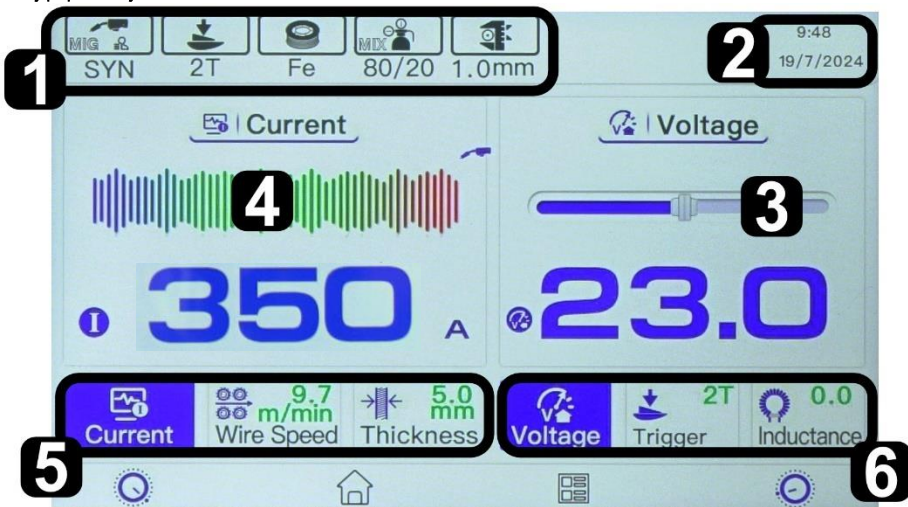 MIG MIX
SYN 2T Fe 80/20 1.0mm
1
2
9:48
19/7/2024
Current
Voltage
4
3
350 A
23.0
9.7
m/min
5.0
mm
2T
0.0
Current Wire Speed Thickness
Voltage Trigger Inductance
5
6